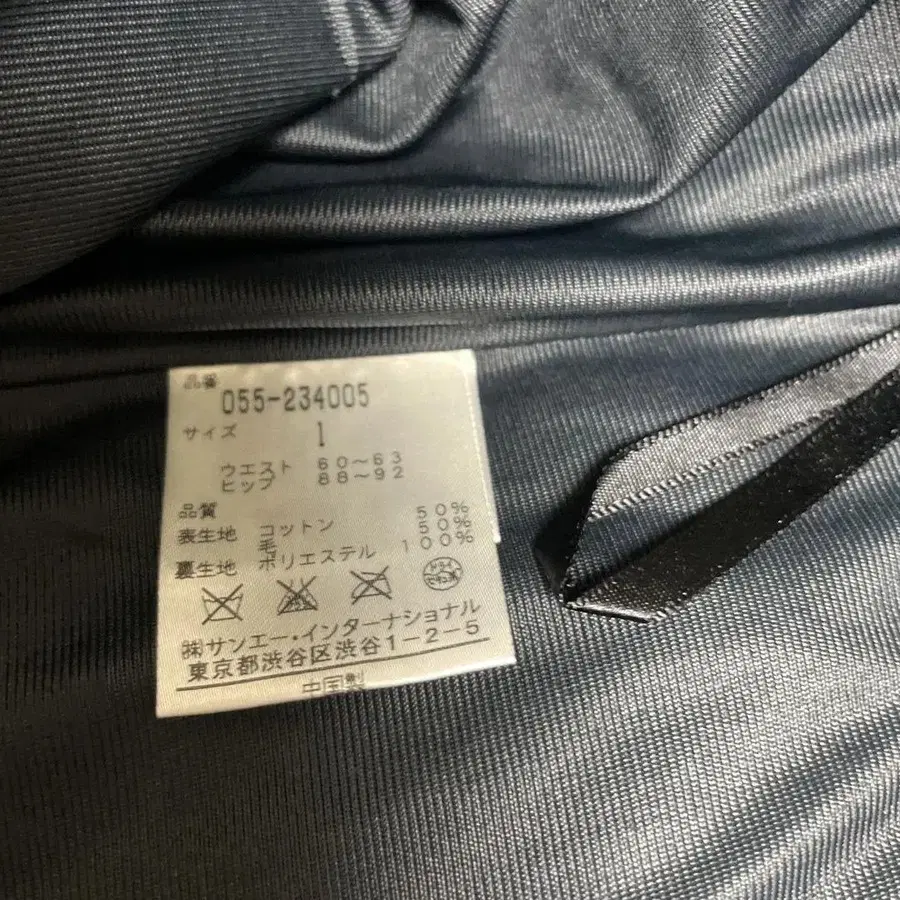 品番
055-234005
サイズ 1
ウエスト 60〜63
ヒップ 88〜92
品質
表生地 コットン 50%
毛 50%
裏生地 ポリエステル 100%
㈱サンエー・インターナショナル
東京都渋谷区渋谷1-2-5
中国製